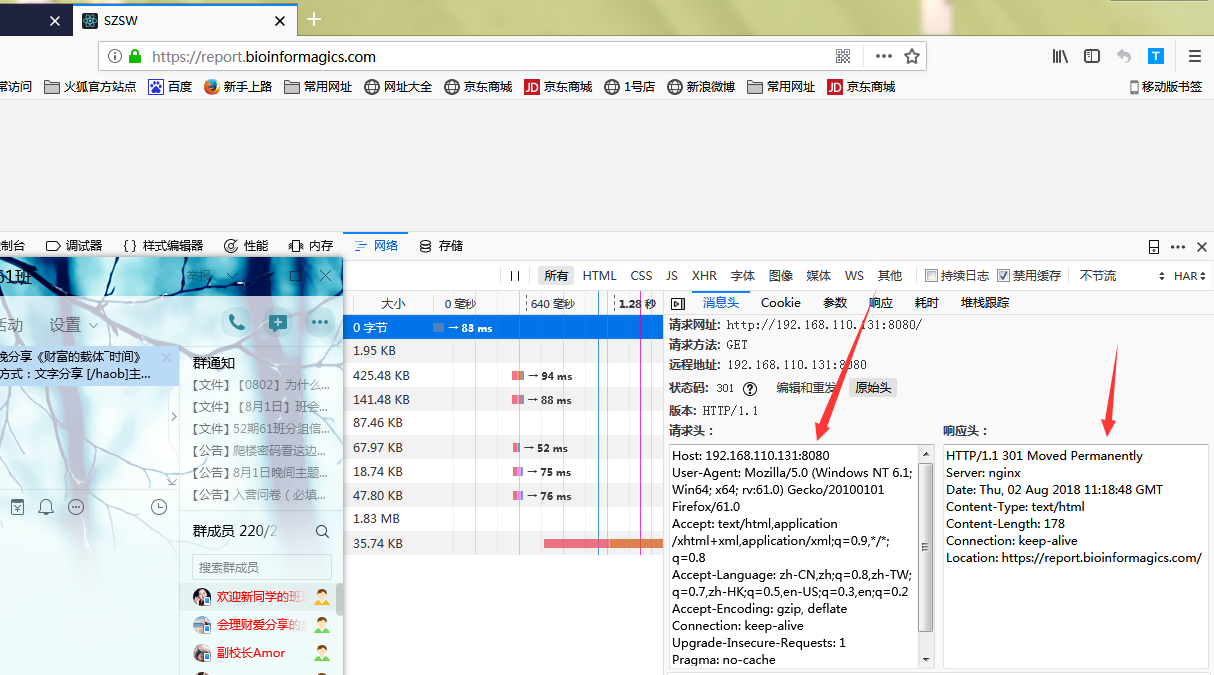 SZSW
https://report.bioinformagics.com
T
常访问 火狐官方站点 百度 新手上路 常用网址 网址大全 京东商城 JD 京东商城 1号店 新浪微博 常用网址 JD 京东商城 移动版书签
制台 调试器 { } 样式编辑器 性能 内存 网络 存储
61班 举报
所有 HTML CSS JS XHR 字体 图像 媒体 WS 其他 持续日志 禁用缓存 不节流 HAR
大小 0 毫秒 640 毫秒 1.28 秒
消息头 Cookie 参数 响应 耗时 堆栈跟踪
活动 设置
0 字节 → 83 ms
1.95 KB
425.48 KB → 94 ms
141.48 KB → 88 ms
87.46 KB
67.97 KB → 52 ms
18.74 KB → 75 ms
47.80 KB → 76 ms
1.83 MB
35.74 KB
晚分享《财富的载体¯时间》
方式：文字分享 [/haob]主...
群通知
【文件】【0802】为什么...
【文件】【8月1日】班会...
【文件】52期61班分组信...
【公告】爬楼密码看这边...
【公告】8月1日晚间主题...
【公告】入营问卷（必填...
群成员 220/2
搜索群成员
欢迎新同学的班班
会理财爱分享的
副校长Amor
请求网址: http://192.168.110.131:8080/
请求方法: GET
远程地址: 192.168.110.131:8080
状态码: 301 ? 编辑和重发 原始头
版本: HTTP/1.1
请求头：
Host: 192.168.110.131:8080
User-Agent: Mozilla/5.0 (Windows NT 6.1;
Win64; x64; rv:61.0) Gecko/20100101
Firefox/61.0
Accept: text/html,application
/xhtml+xml,application/xml;q=0.9,*/*;
q=0.8
Accept-Language: zh-CN,zh;q=0.8,zh-TW;
q=0.7,zh-HK;q=0.5,en-US;q=0.3,en;q=0.2
Accept-Encoding: gzip, deflate
Connection: keep-alive
Upgrade-Insecure-Requests: 1
Pragma: no-cache
响应头：
HTTP/1.1 301 Moved Permanently
Server: nginx
Date: Thu, 02 Aug 2018 11:18:48 GMT
Content-Type: text/html
Content-Length: 178
Connection: keep-alive
Location: https://report.bioinformagics.com/